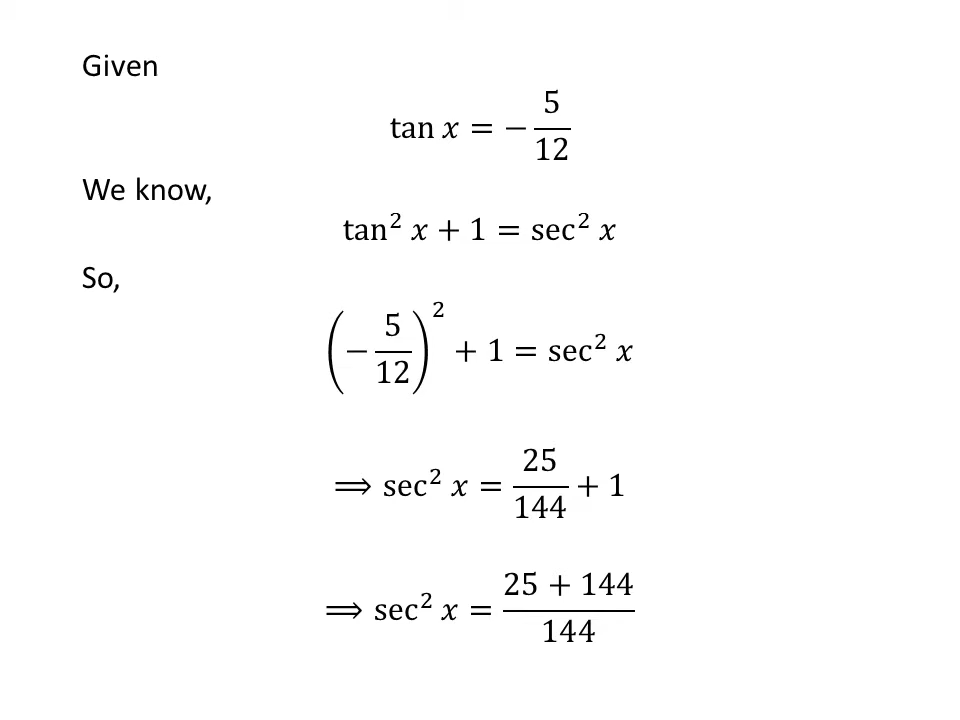 Given
tan x = − 5/12
We know,
tan² x + 1 = sec² x
So,
(− 5/12)² + 1 = sec² x
⟹ sec² x = 25/144 + 1
⟹ sec² x = (25 + 144)/144